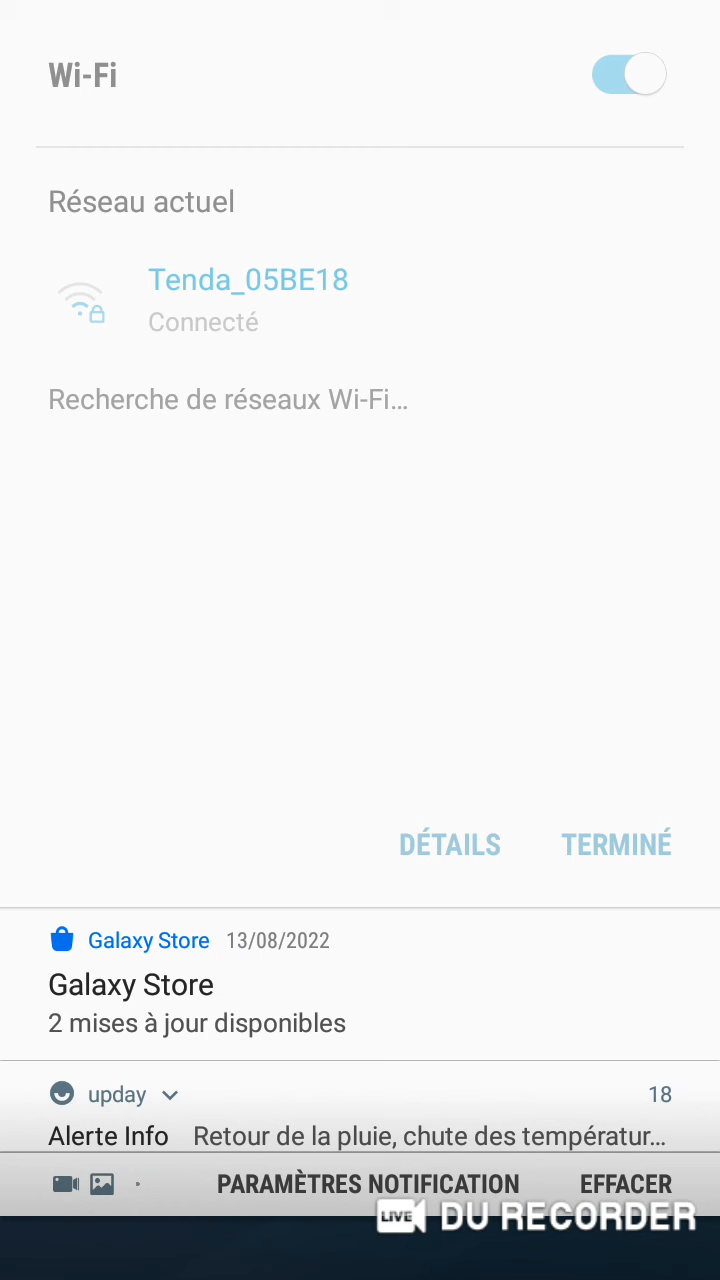 Wi-Fi
Réseau actuel
Tenda_05BE18
Connecté
Recherche de réseaux Wi-Fi...
DÉTAILS TERMINÉ
Galaxy Store 13/08/2022
Galaxy Store
2 mises à jour disponibles
upday 18
Alerte Info Retour de la pluie, chute des températur...
PARAMÈTRES NOTIFICATION EFFACER
LIVE DU RECORDER